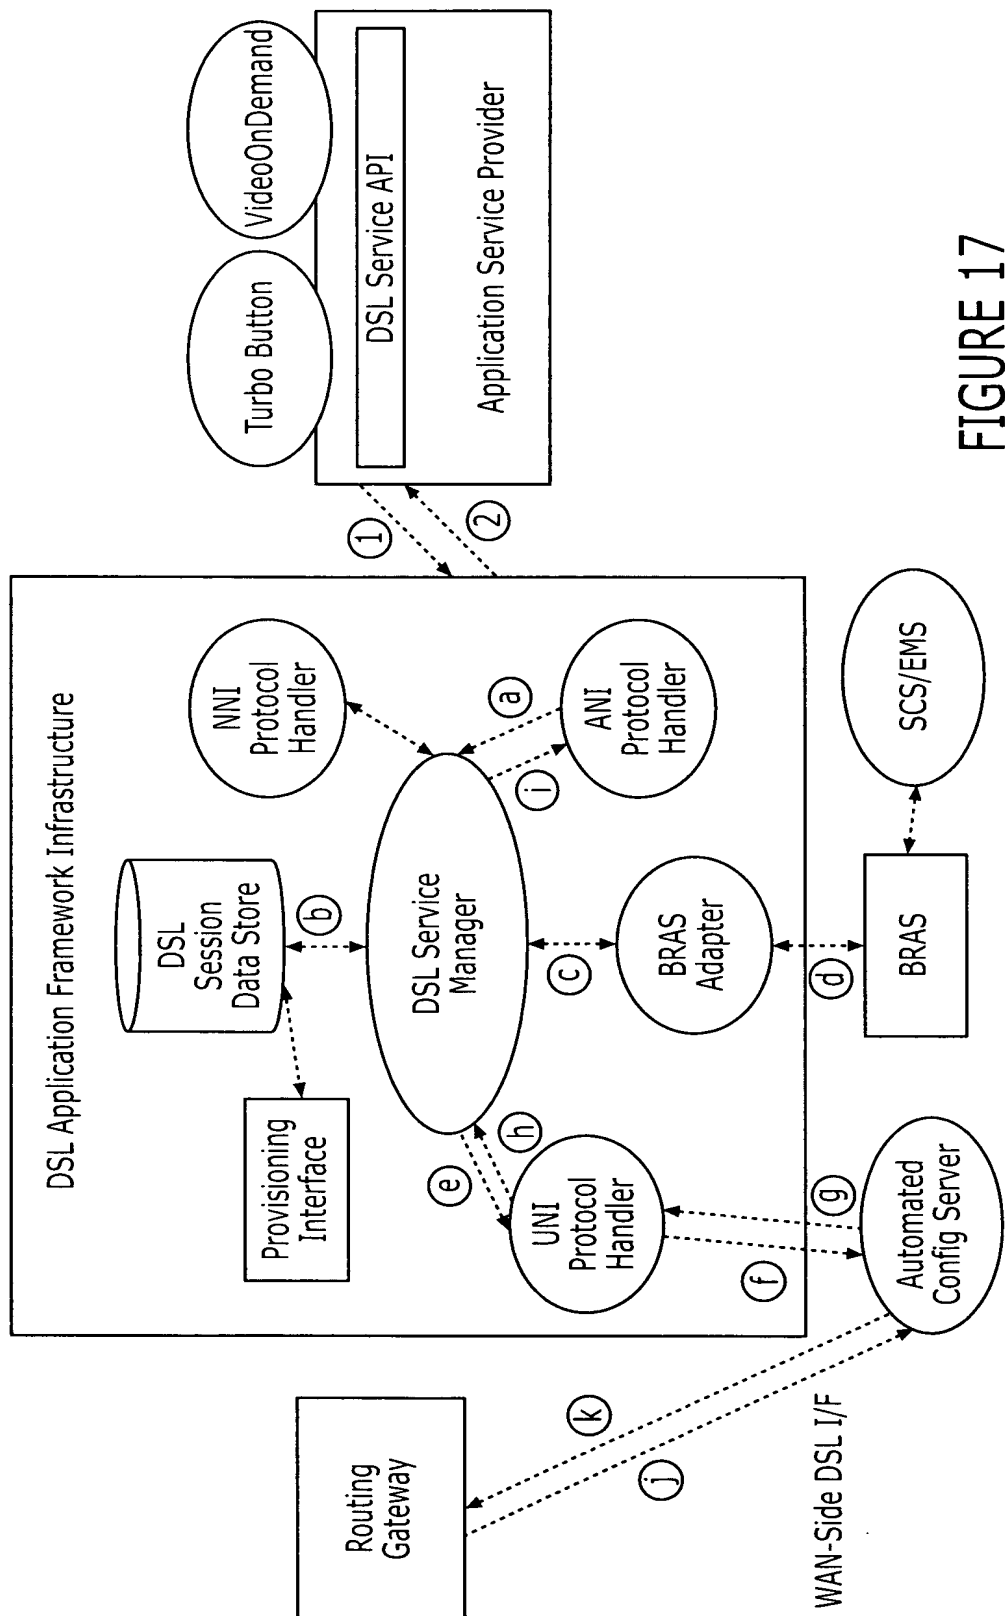 DSL Application Framework Infrastructure
Turbo Button
VideoOnDemand
DSL Service API
Application Service Provider
1
2
Provisioning
Interface
DSL
Session
Data Store
NNI
Protocol
Handler
b
DSL Service
Manager
a
i
ANI
Protocol
Handler
e
h
UNI
Protocol
Handler
c
BRAS
Adapter
d
BRAS
SCS/EMS
f
g
Automated
Config Server
Routing
Gateway
k
j
WAN-Side DSL I/F
FIGURE 17